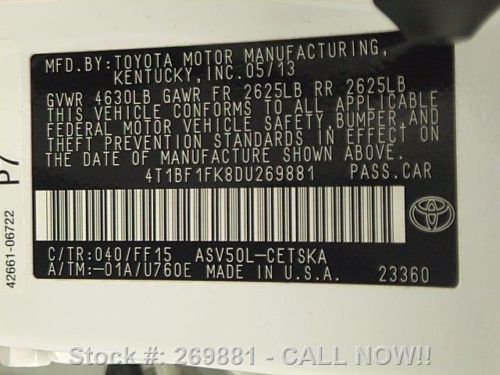 MFD.BY:TOYOTA MOTOR MANUFACTURING,
KENTUCKY,INC.05/13
GVWR 4630LB GAWR FR 2625LB RR 2625LB
THIS VEHICLE CONFORMS TO ALL APPLICABLE
FEDERAL MOTOR VEHICLE SAFETY,BUMPER,AND
THEFT PREVENTION STANDARDS IN EFFECT ON
THE DATE OF MANUFACTURE SHOWN ABOVE.
4T1BF1FK8DU269881 PASS.CAR
C/TR:040/FF15 ASV50L-CETSKA
A/TM:-01A/U760E MADE IN U.S.A. 23360
TOYOTA
42661-06722 P7
Stock #: 269881 - CALL NOW!!